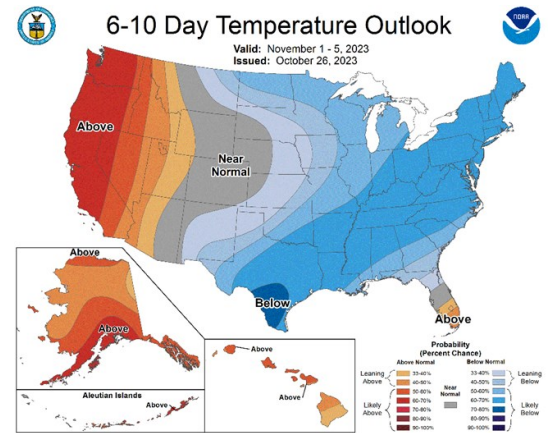 6-10 Day Temperature Outlook
Valid: November 1 - 5, 2023
Issued: October 26, 2023
NOAA
Above
Near
Normal
Below
Above
Above
Above
Aleutian Islands
Above
Above
Above
Probability
(Percent Chance)
Above Normal
Below Normal
Leaning
Above
33-40%
40-50%
50-60%
60-70%
70-80%
80-90%
90-100%
Likely
Above
Near
Normal
33-40%
40-50%
50-60%
60-70%
70-80%
80-90%
90-100%
Leaning
Below
Likely
Below